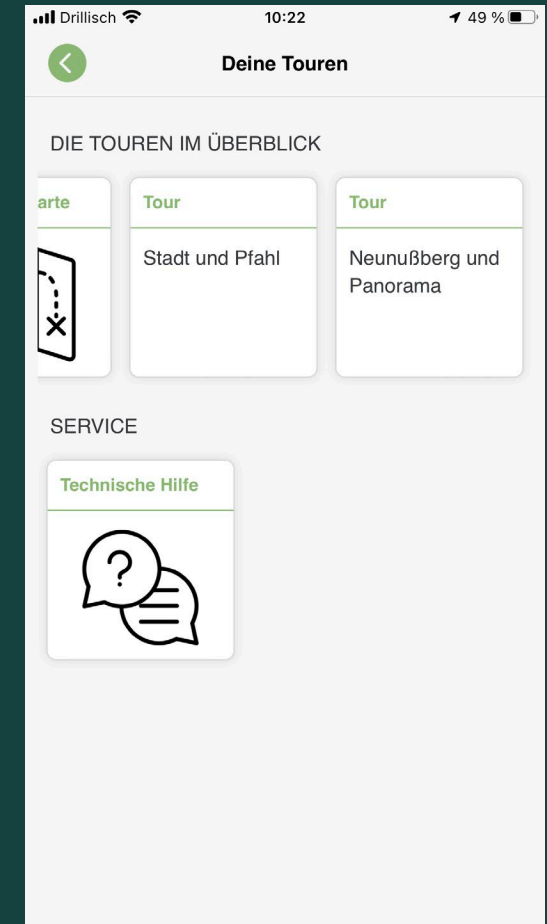 Drillisch 10:22 49 %
Deine Touren
DIE TOUREN IM ÜBERBLICK
arte
Tour
Stadt und Pfahl
Tour
Neunußberg und
Panorama
SERVICE
Technische Hilfe
?